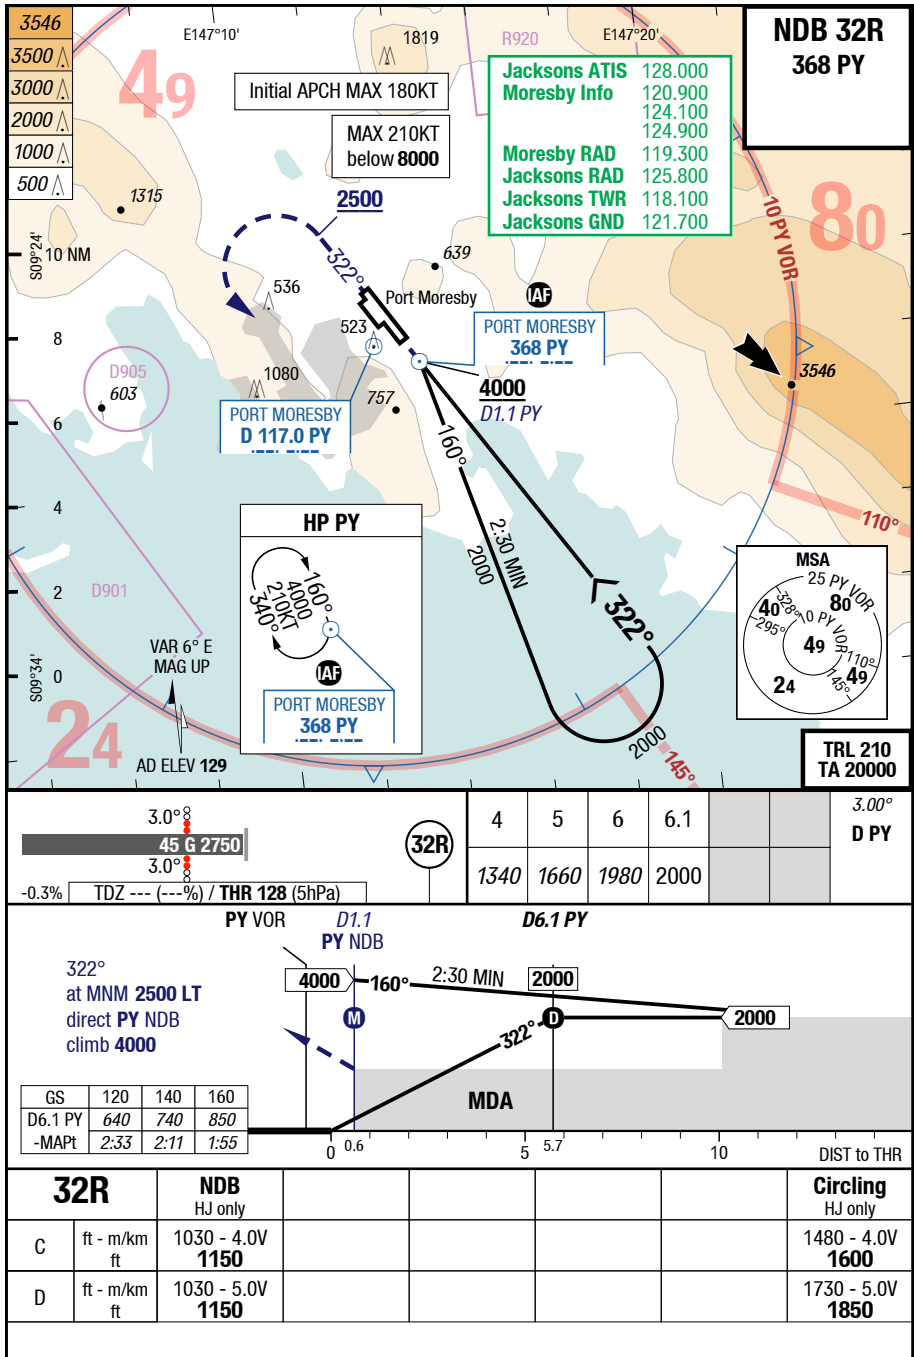 3546
3500
3000
2000
1000
500
E147°10'
E147°20'
R920
1819
NDB 32R
368 PY
49
Initial APCH MAX 180KT
MAX 210KT
below 8000
Jacksons ATIS 128.000
Moresby Info 120.900
124.100
124.900
Moresby RAD 119.300
Jacksons RAD 125.800
Jacksons TWR 118.100
Jacksons GND 121.700
1315
2500
80
10 PY VOR
S09°24'
10 NM
322°
639
536
Port Moresby
IAF
523
PORT MORESBY
368 PY
8
3546
D905
603
1080
757
4000
D1.1 PY
PORT MORESBY
D 117.0 PY
6
160°
4
HP PY
2:30 MIN
2000
110°
160°
4000
210KT
340°
2
D901
MSA
25 PY VOR
10 PY VOR
40
80
328°
295°
49
110°
49
145°
24
322°
VAR 6° E
MAG UP
S09°34'
0
IAF
PORT MORESBY
368 PY
24
2000
145°
AD ELEV 129
TRL 210
TA 20000
3.0°
45 G 2750
3.0°
-0.3%
TDZ --- (---%) / THR 128 (5hPa)
32R
4 5 6 6.1
1340 1660 1980 2000
3.00°
D PY
PY VOR
D1.1
PY NDB
D6.1 PY
322°
at MNM 2500 LT
direct PY NDB
climb 4000
4000
160°
2:30 MIN
2000
M
D
2000
322°
MDA
GS 120 140 160
D6.1 PY 640 740 850
-MAPt 2:33 2:11 1:55
0 0.6 5 5.7 10 DIST to THR
32R NDB Circling
HJ only HJ only
C ft - m/km 1030 - 4.0V 1480 - 4.0V
ft 1150 1600
D ft - m/km 1030 - 5.0V 1730 - 5.0V
ft 1150 1850